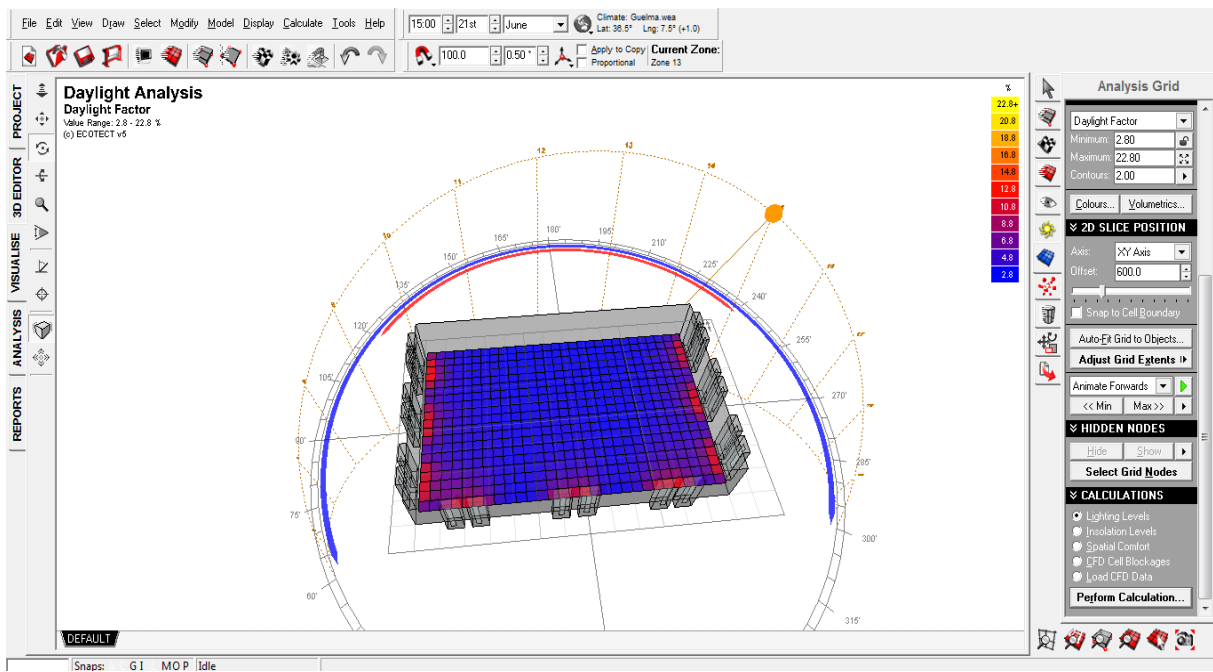 File Edit View Draw Select Modify Model Display Calculate Tools Help
15:00 21st June
Climate: Guelma.wea
Lat: 36.5° Lng: 7.5° (+1.0)
100.0 0.50 °
Apply to Copy
Proportional
Current Zone:
Zone 13
PROJECT
3D EDITOR
VISUALISE
ANALYSIS
REPORTS
Daylight Analysis
Daylight Factor
Value Range: 2.8 - 22.8 %
(c) ECOTECT v5
%
22.8+
20.8
18.8
16.8
14.8
12.8
10.8
8.8
6.8
4.8
2.8
12
13
14
11
10
180°
195°
165°
210°
150°
225°
135°
240°
120°
255°
105°
270°
90°
285°
75°
300°
60°
315°
DEFAULT
Analysis Grid
Daylight Factor
Minimum: 2.80
Maximum: 22.80
Contours: 2.00
Colours... Volumetrics...
2D SLICE POSITION
Axis: XY Axis
Offset: 600.0
Snap to Cell Boundary
Auto-Fit Grid to Objects...
Adjust Grid Extents
Animate Forwards
<< Min Max >>
HIDDEN NODES
Hide Show
Select Grid Nodes
CALCULATIONS
Lighting Levels
Insolation Levels
Spatial Comfort
CFD Cell Blockages
Load CFD Data
Perform Calculation...
Snaps: G I M O P Idle